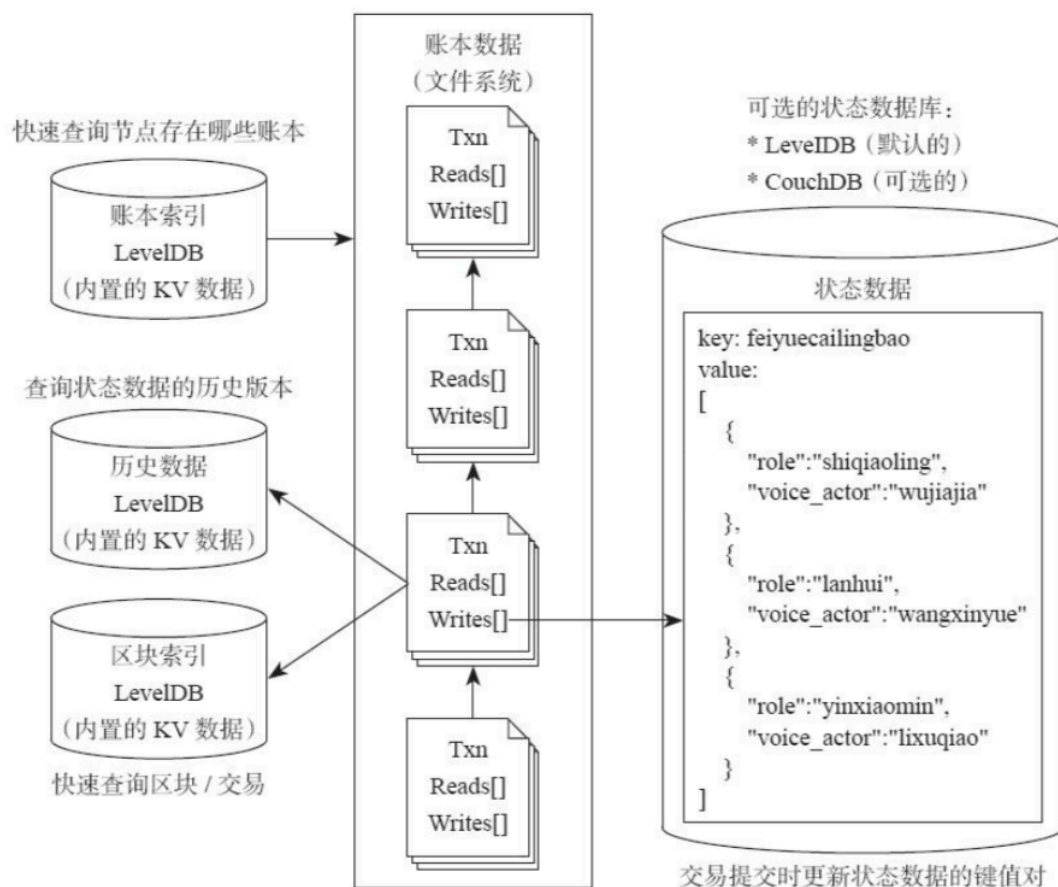 账本数据
（文件系统）
Txn
Reads[]
Writes[]
Txn
Reads[]
Writes[]
Txn
Reads[]
Writes[]
Txn
Reads[]
Writes[]
快速查询节点存在哪些账本
账本索引
LevelDB
（内置的 KV 数据）
查询状态数据的历史版本
历史数据
LevelDB
（内置的 KV 数据）
区块索引
LevelDB
（内置的 KV 数据）
快速查询区块 / 交易
可选的状态数据库：
* LevelDB（默认的）
* CouchDB（可选的）
状态数据
key: feiyuecailingbao
value:
[
{
"role":"shiqiaoling",
"voice_actor":"wujiajia"
},
{
"role":"lanhui",
"voice_actor":"wangxinyue"
},
{
"role":"yinxiaomin",
"voice_actor":"lixuqiao"
}
]
交易提交时更新状态数据的键值对